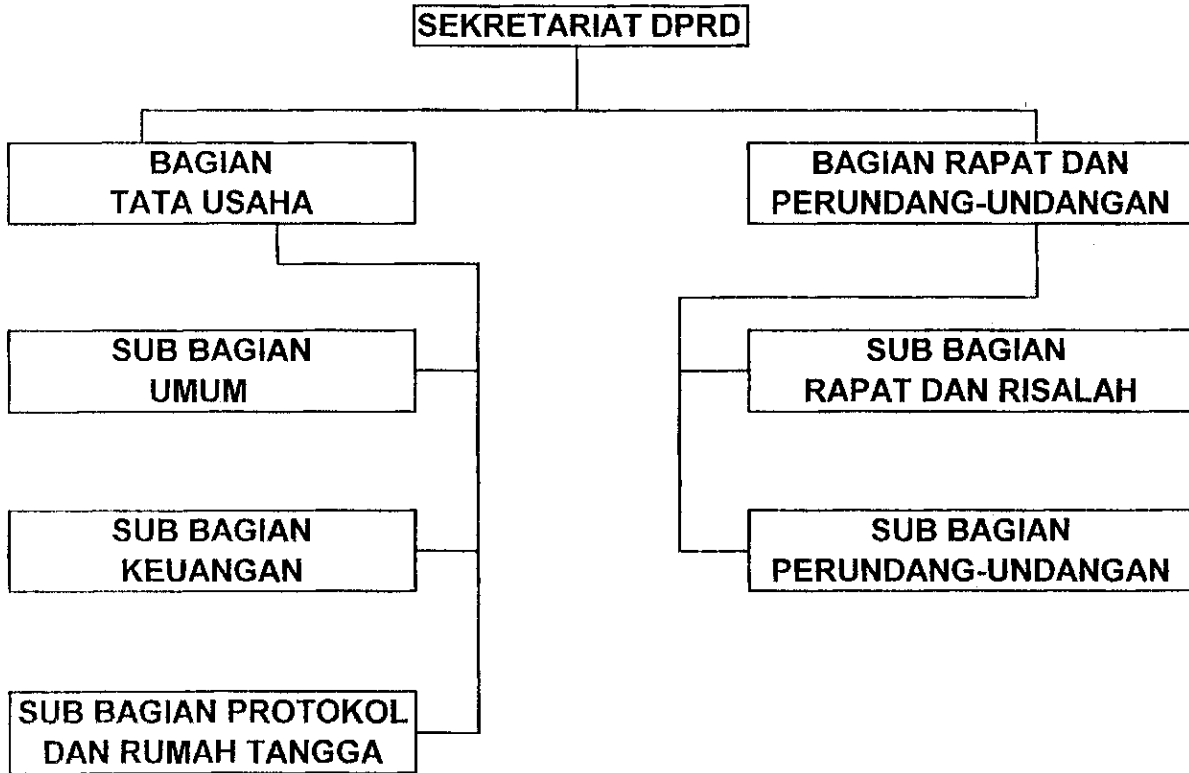 SEKRETARIAT DPRD
BAGIAN
TATA USAHA
BAGIAN RAPAT DAN
PERUNDANG-UNDANGAN
SUB BAGIAN
UMUM
SUB BAGIAN
RAPAT DAN RISALAH
SUB BAGIAN
KEUANGAN
SUB BAGIAN
PERUNDANG-UNDANGAN
SUB BAGIAN PROTOKOL
DAN RUMAH TANGGA